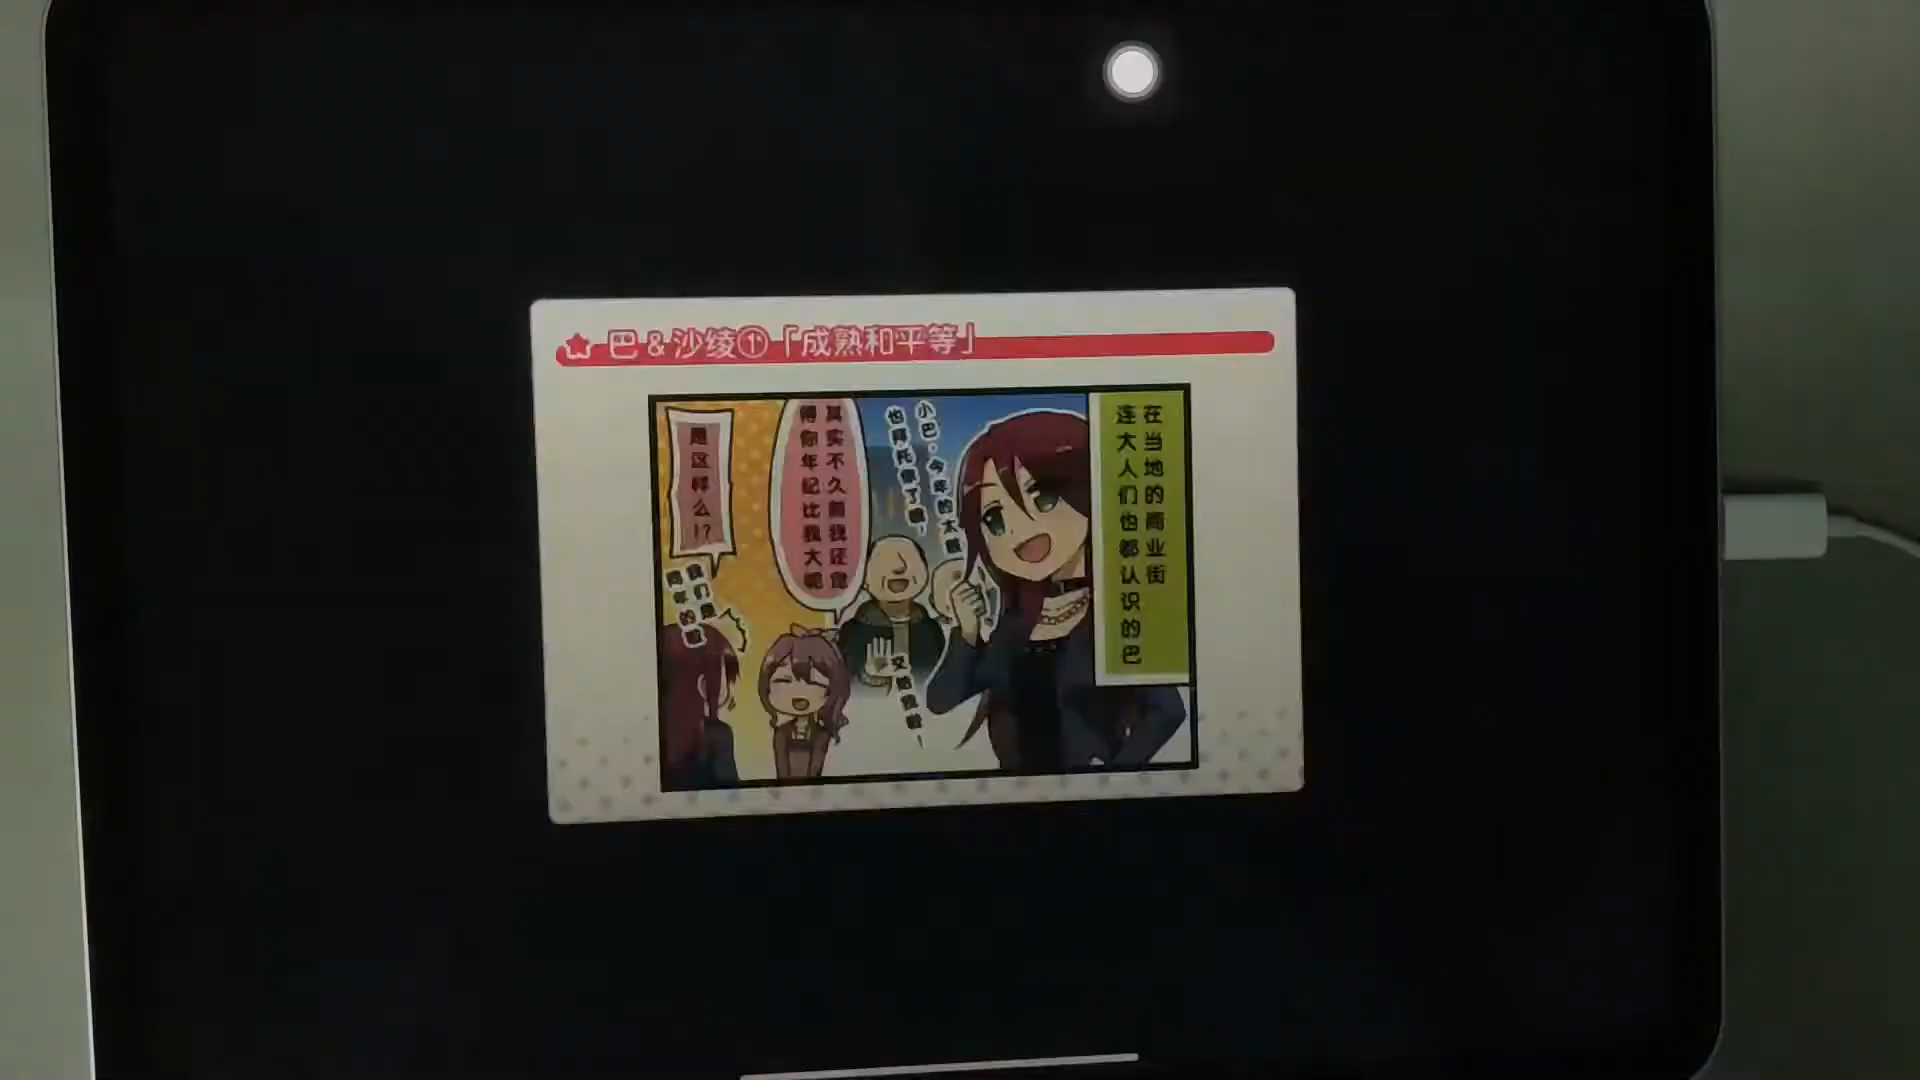 巴&沙绫①「成熟和平等」
在当地的商业街
连大人们也都认识的巴
小巴，今年的太鼓
也拜托你了哦！
交给我啦！
其实不久前我还觉
得你年纪比我大呢
是这样么!?
我们是
同年的哦